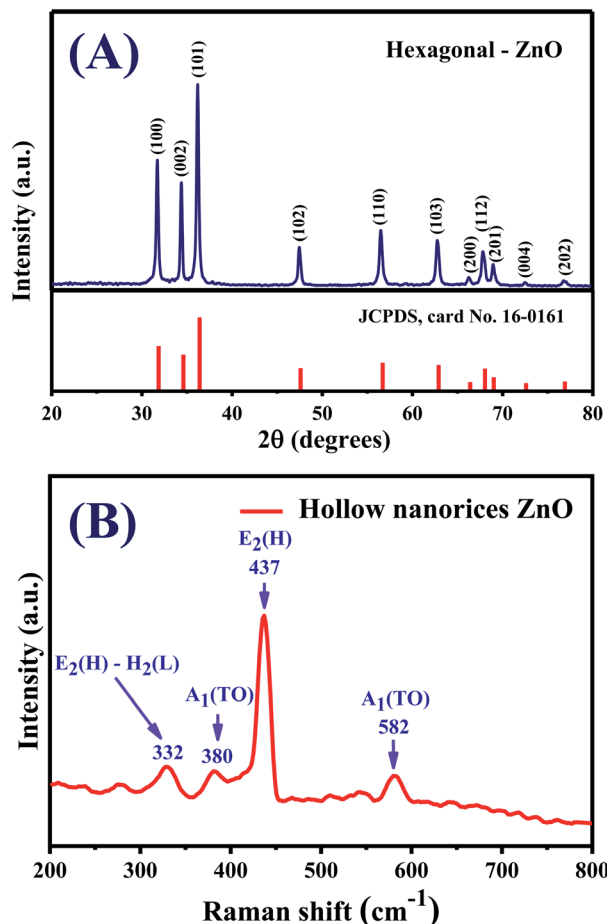 (A)
Hexagonal - ZnO
(100)
(002)
(101)
(102)
(110)
(103)
(200)
(112)
(201)
(004)
(202)
Intensity (a.u.)
JCPDS, card No. 16-0161
20 30 40 50 60 70 80
2θ (degrees)
(B)
Hollow nanorices ZnO
E2(H)
437
E2(H) - H2(L)
A1(TO)
A1(TO)
582
332
380
Intensity (a.u.)
200 300 400 500 600 700 800
Raman shift (cm-1)